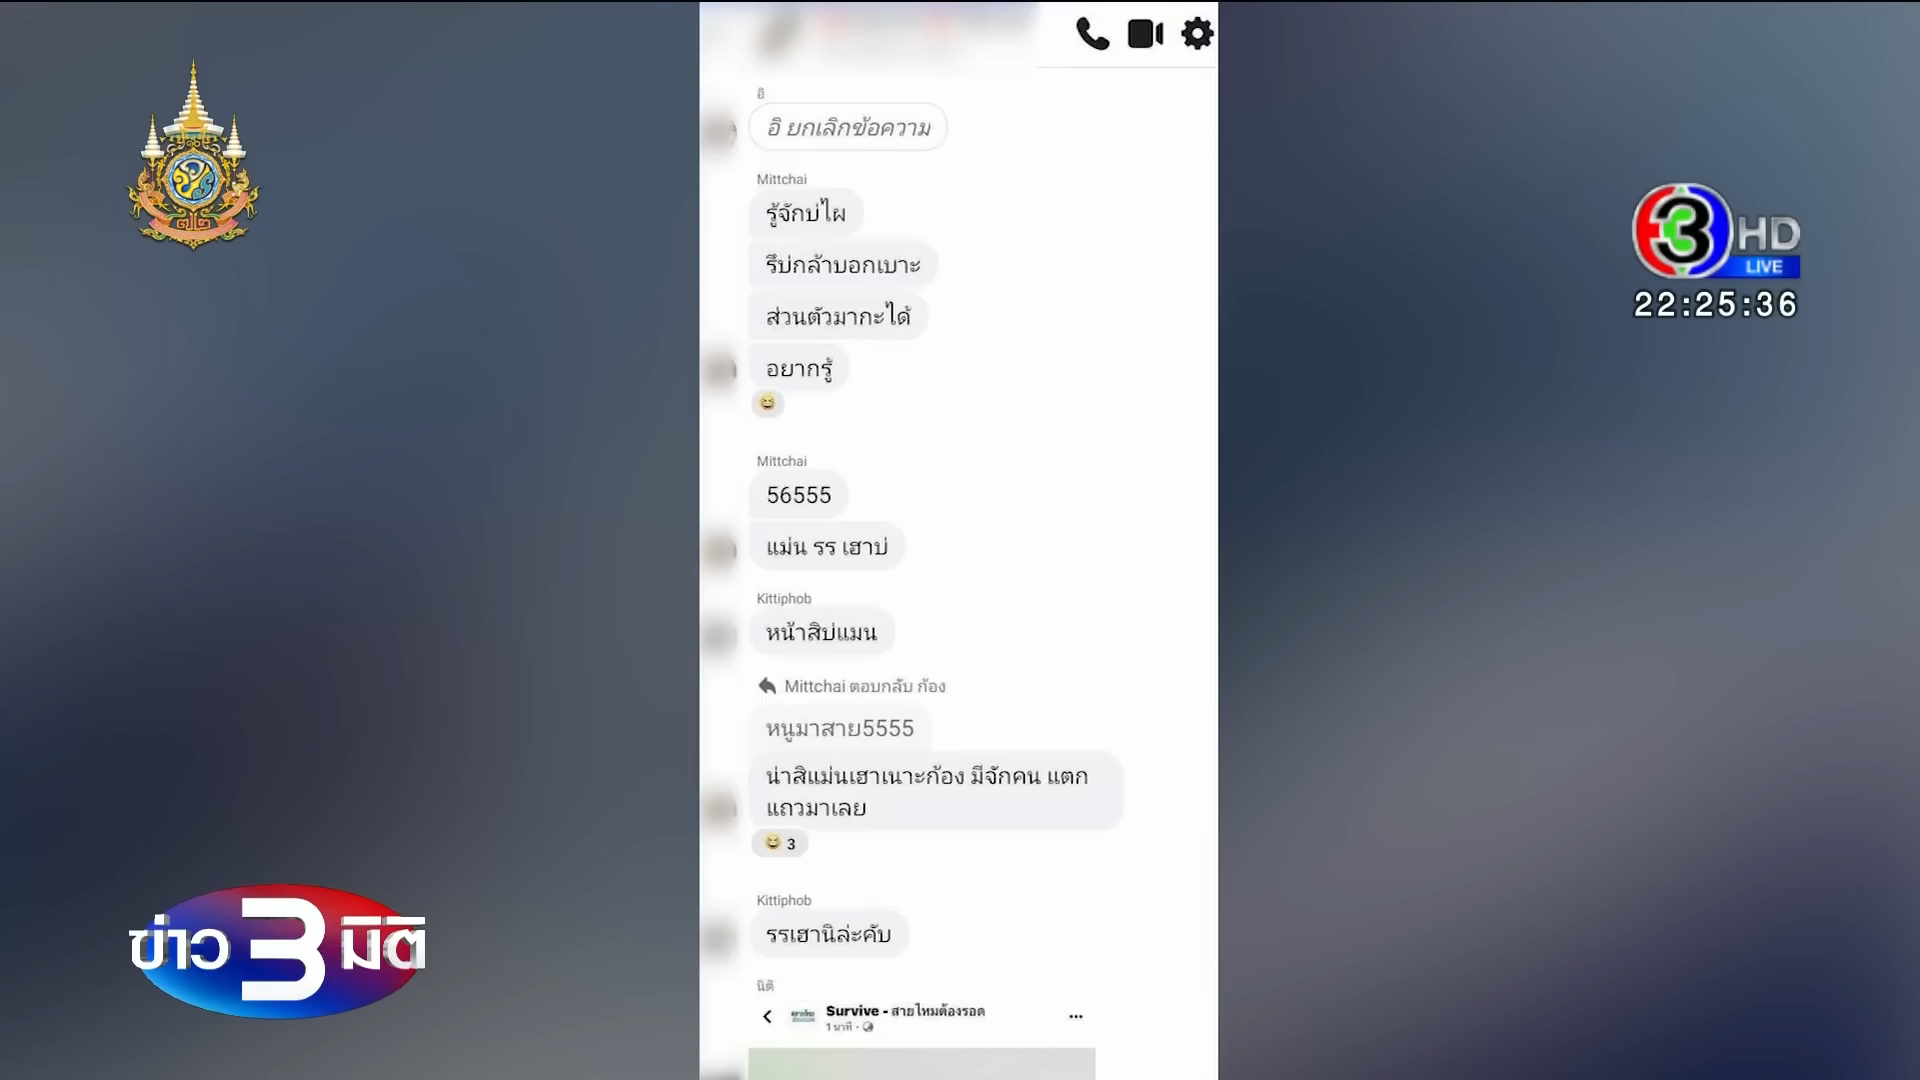 อิ
อิ ยกเลิกข้อความ
Mittchai
รู้จักบ่ไผ
รึบ่กล้าบอกเบาะ
ส่วนตัวมากะได้
อยากรู้
Mittchai
56555
แม่น รร เฮาบ่
Kittiphob
หน้าสิบ่แมน
Mittchai ตอบกลับ ก้อง
หนูมาสาย5555
น่าสิแม่นเฮาเนาะก้อง มีจักคน แตก
แถวมาเลย
3
Kittiphob
รรเฮานิล่ะคับ
นิติ
Survive - สายไหมต้องรอด
1 นาที
3 HD
LIVE
22:25:36
ข่าว 3 มิติ
๗๒